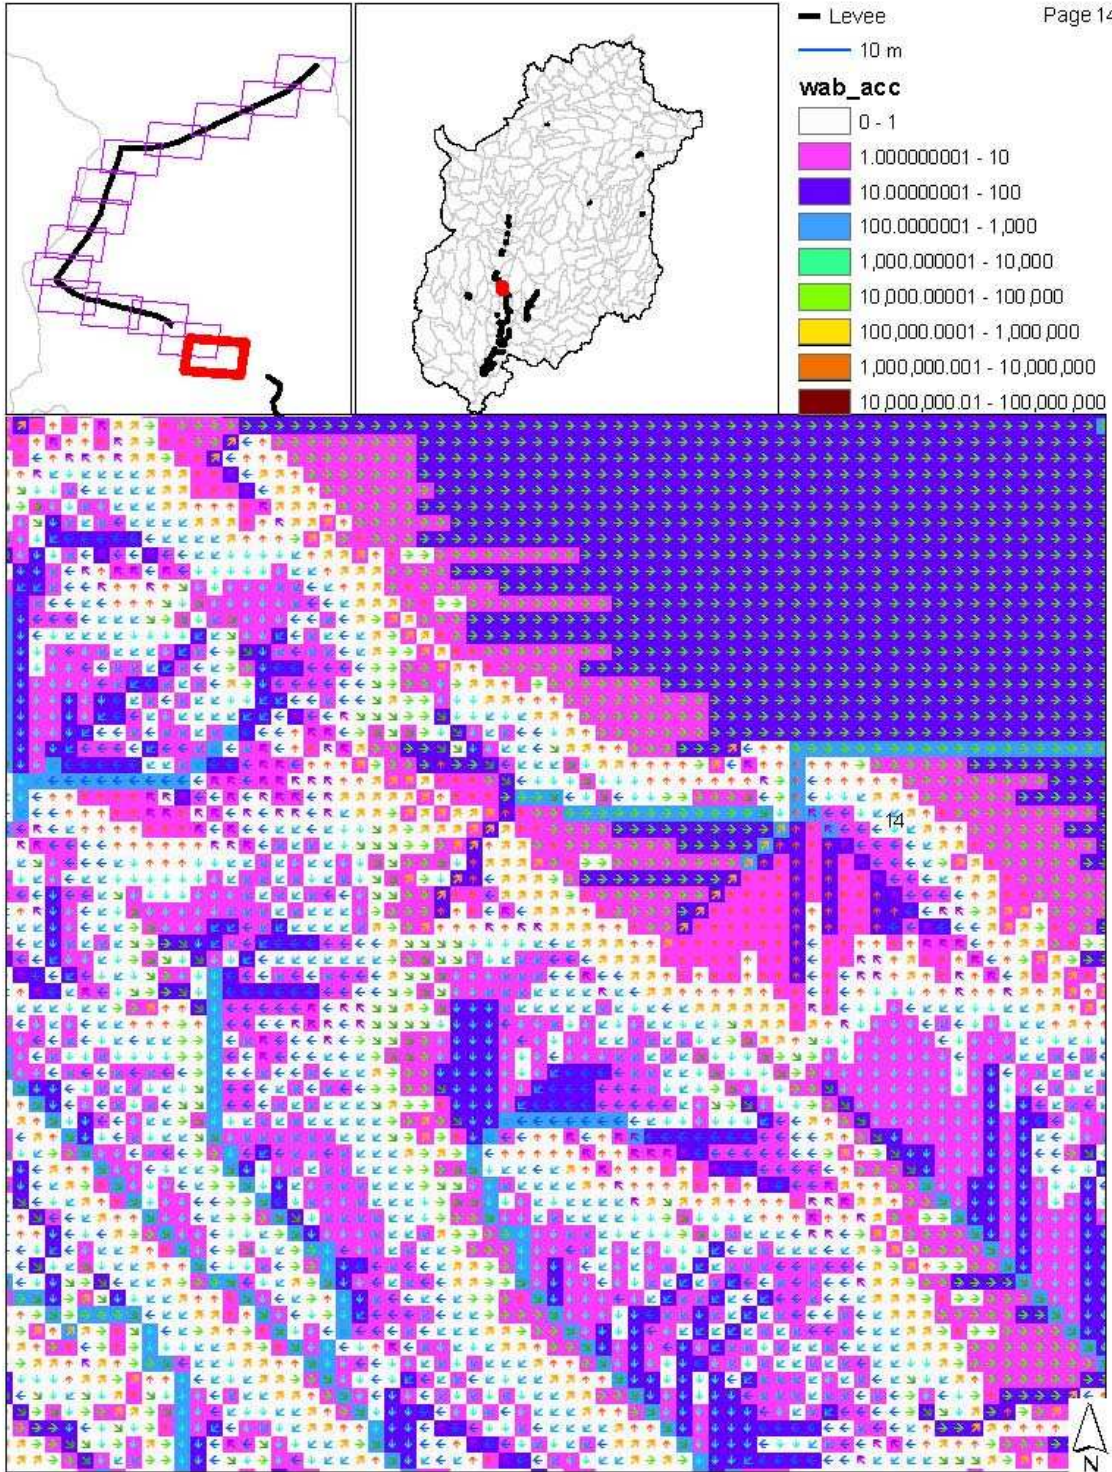 Levee
Page 14
10 m
wab_acc
0 - 1
1.000000001 - 10
10.00000001 - 100
100.0000001 - 1,000
1,000.000001 - 10,000
10,000.00001 - 100,000
100,000.0001 - 1,000,000
1,000,000.001 - 10,000,000
10,000,000.01 - 100,000,000
14
N